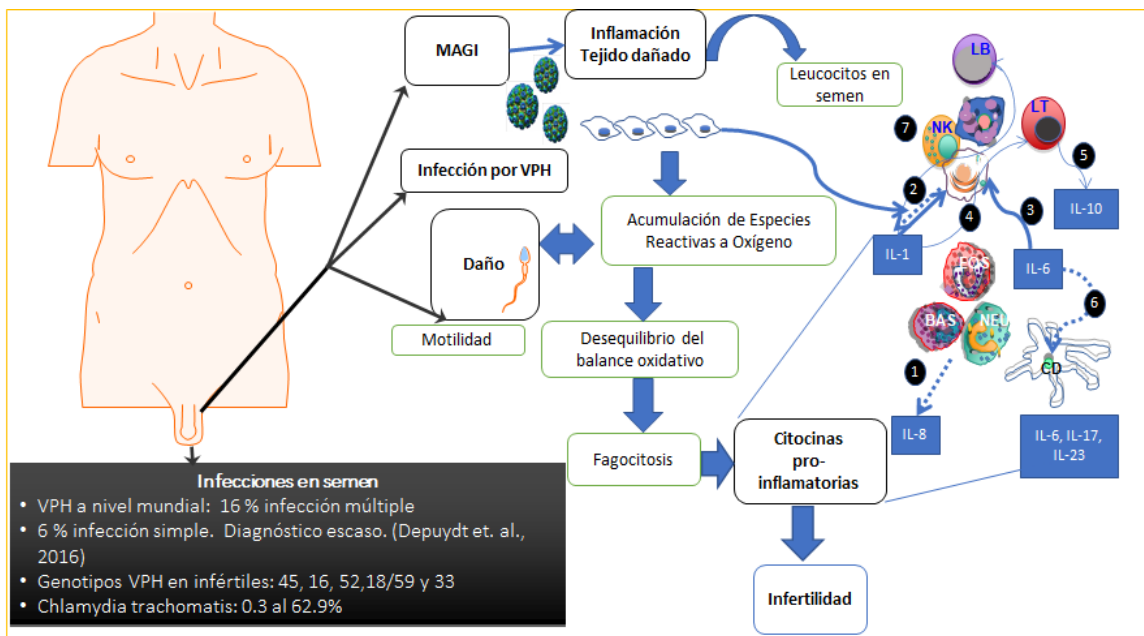 MAGI
Inflamación
Tejido dañado
Leucocitos en
semen
Infección por VPH
Acumulación de Especies
Reactivas a Oxígeno
Daño
Motilidad
Desequilibrio del
balance oxidativo
Fagocitosis
Citocinas
pro-
inflamatorias
Infertilidad
LB
LT
NK
7
2
4
3
5
IL-10
IL-1
IL-6
EOS
BAS
NEU
6
CD
1
IL-8
IL-6, IL-17,
IL-23
Infecciones en semen
• VPH a nivel mundial: 16 % infección múltiple
• 6 % infección simple. Diagnóstico escaso. (Depuydt et. al.,
2016)
• Genotipos VPH en infértiles: 45, 16, 52,18/59 y 33
• Chlamydia trachomatis: 0.3 al 62.9%